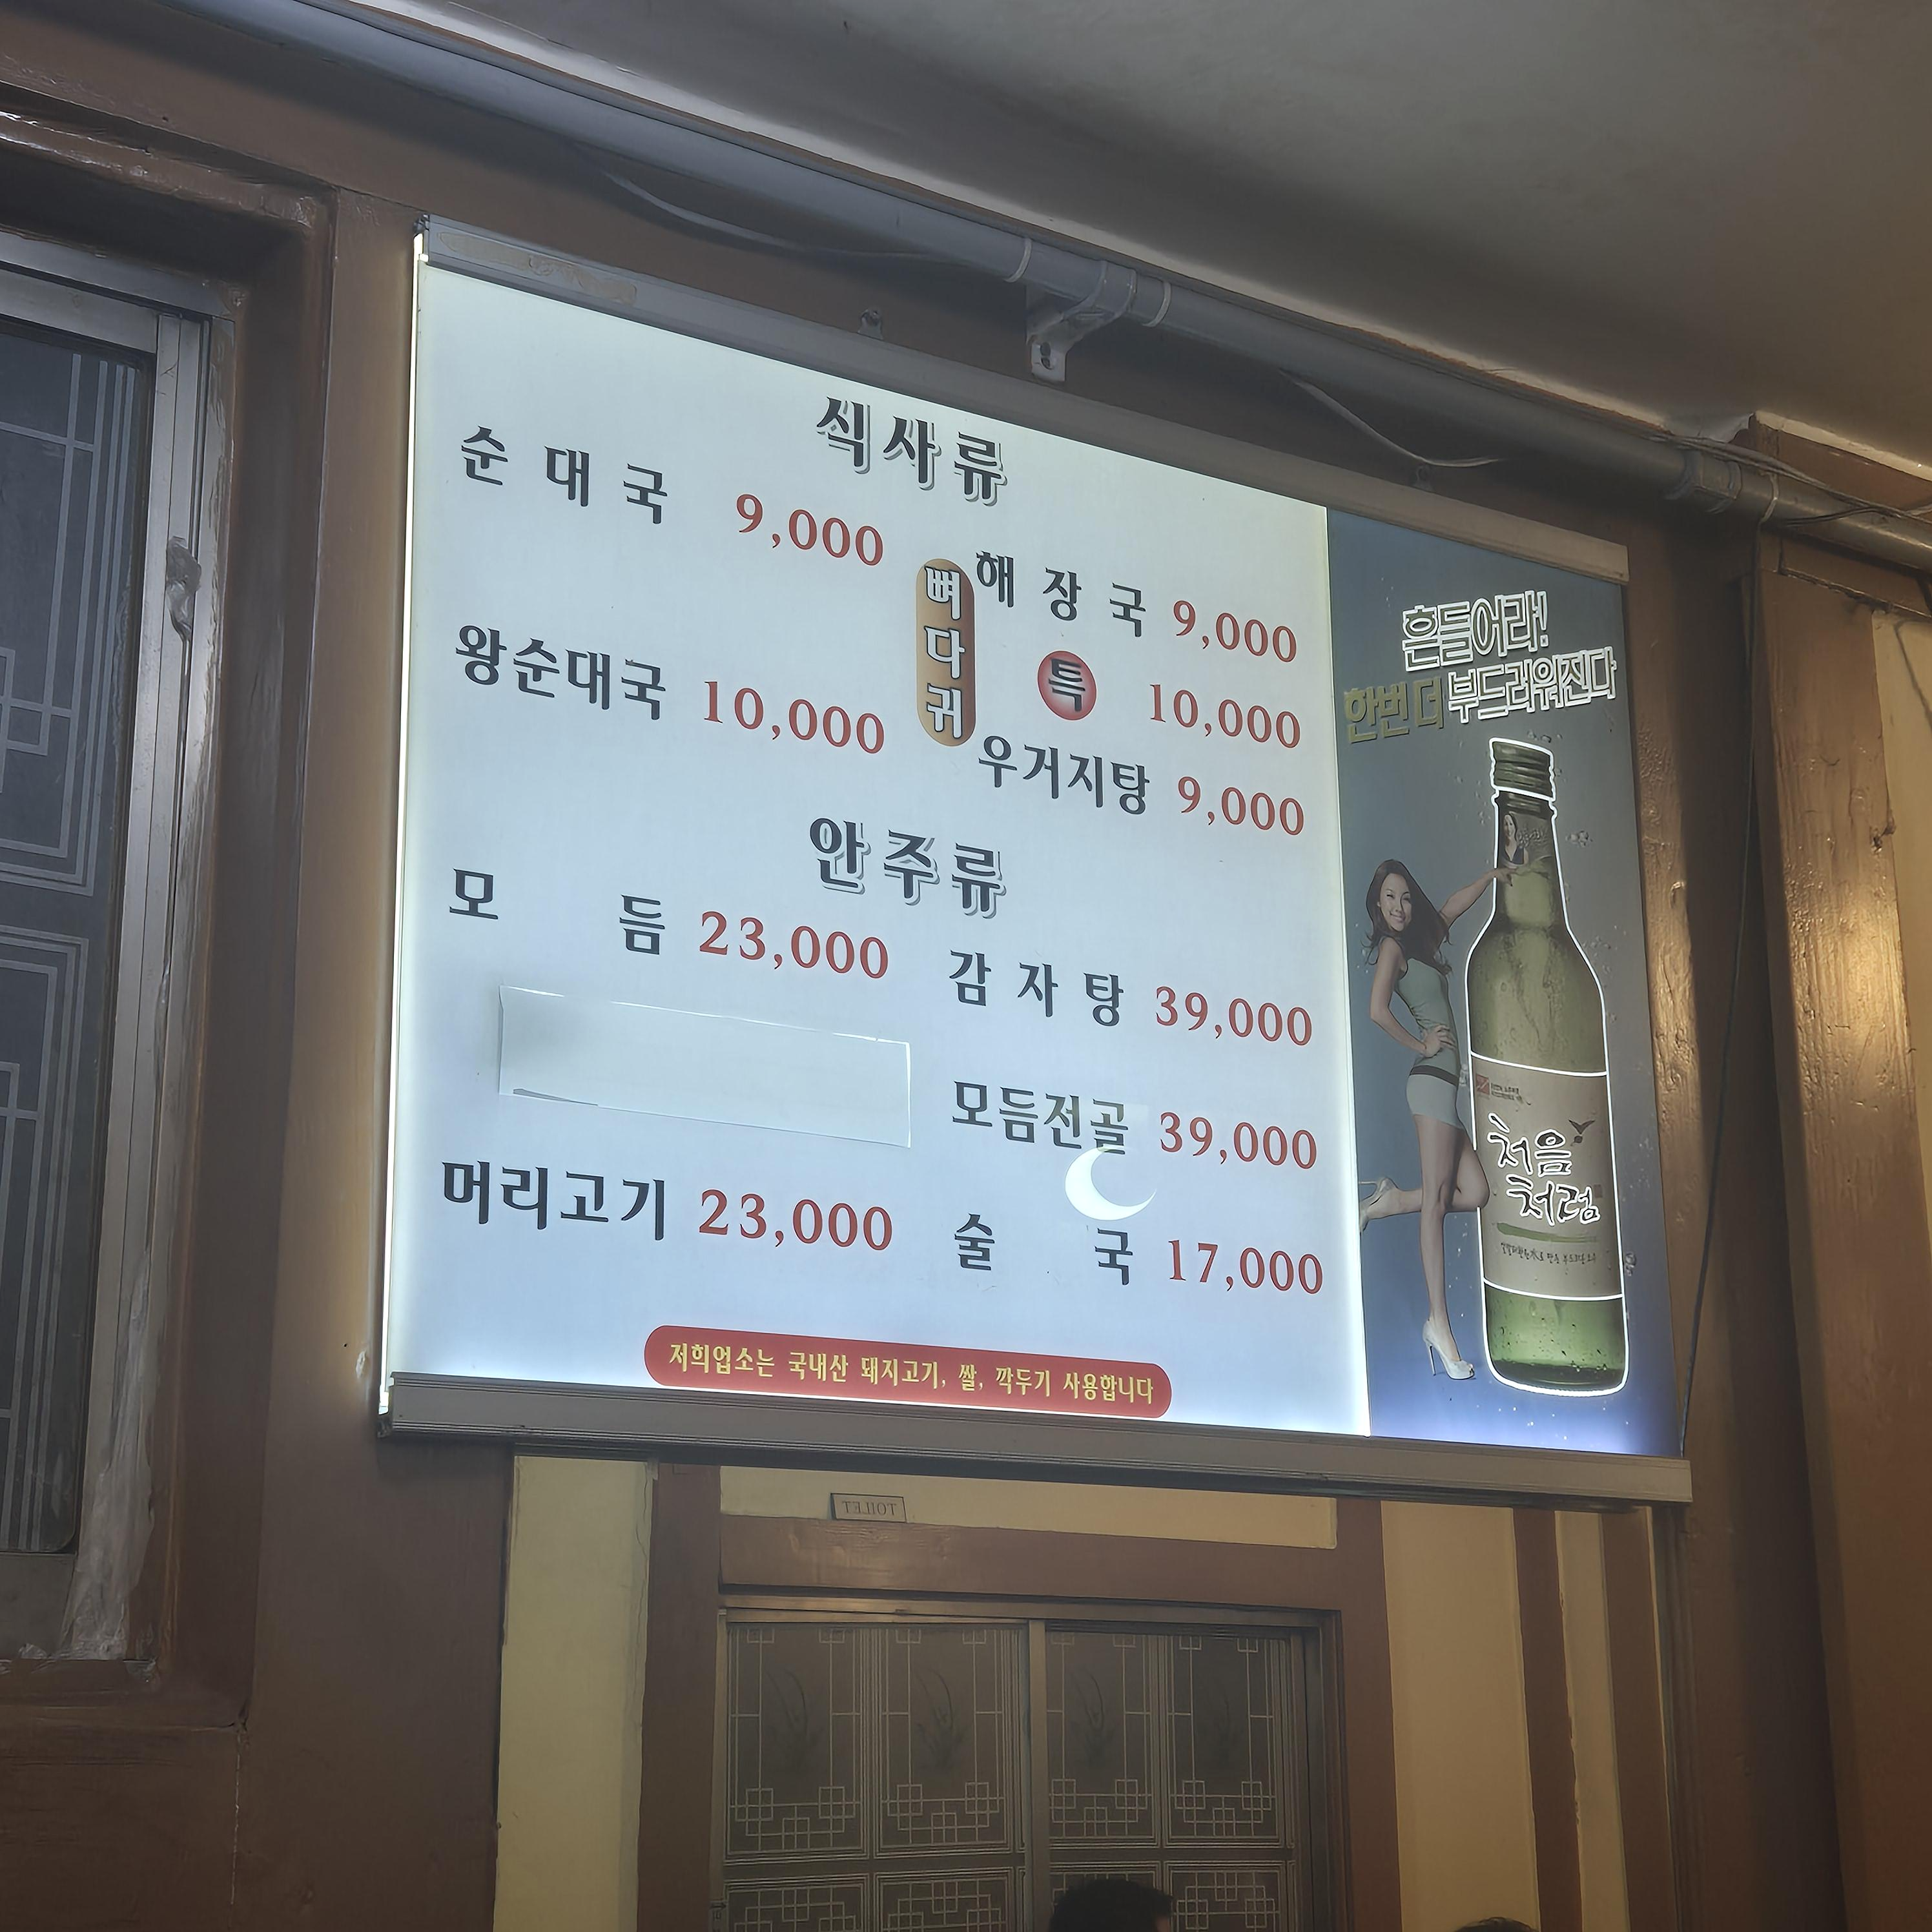 식사류
순대국 9,000
왕순대국 10,000
뼈다귀
해장국 9,000
특 10,000
우거지탕 9,000
안주류
모듬 23,000
머리고기 23,000
감자탕 39,000
모듬전골 39,000
술국 17,000
저희업소는 국내산 돼지고기, 쌀, 깍두기 사용합니다
흔들어라!
한번 더 부드러워진다
처음
처럼
TOILET